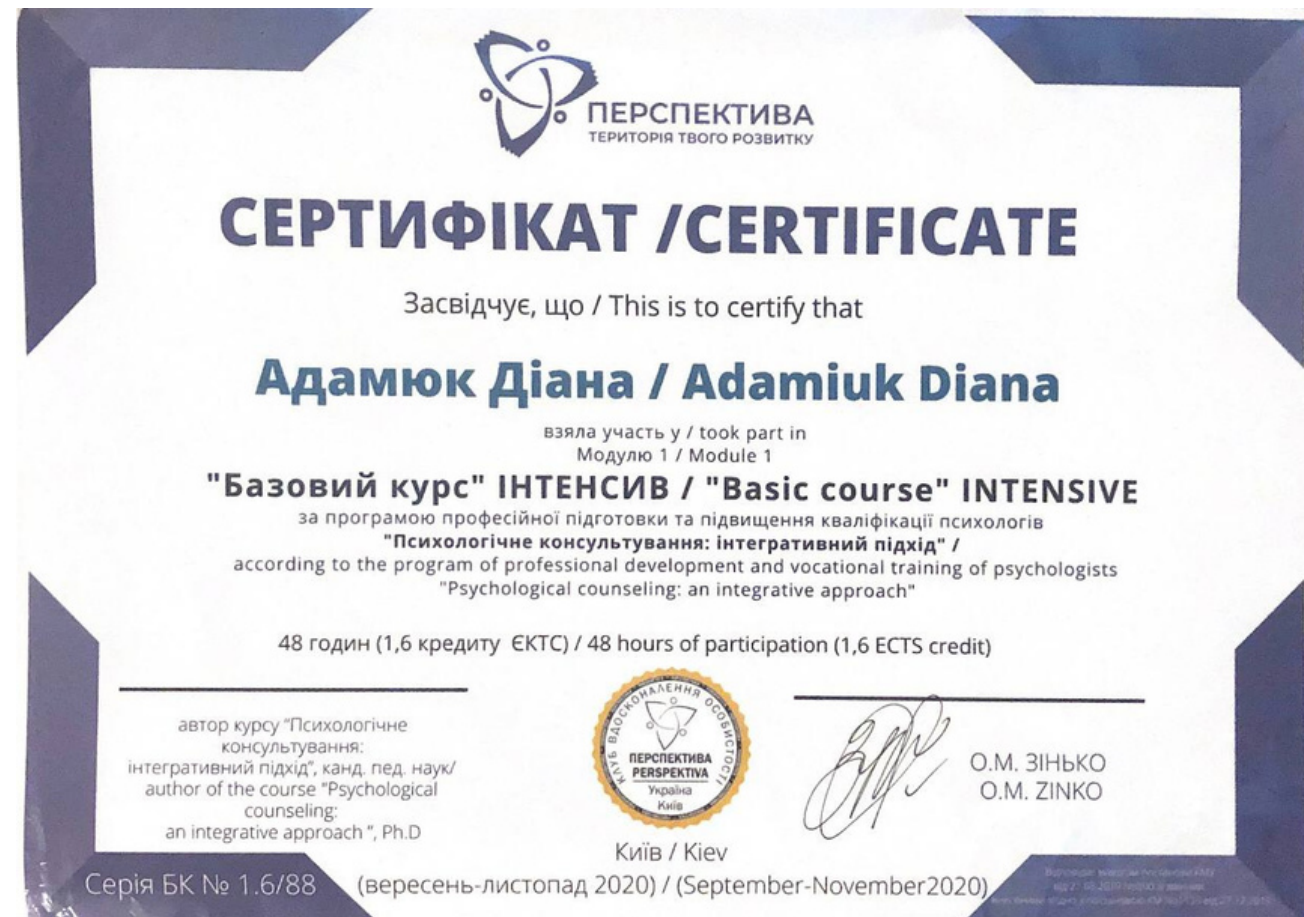 ПЕРСПЕКТИВА
ТЕРИТОРІЯ ТВОГО РОЗВИТКУ
СЕРТИФІКАТ /CERTIFICATE
Засвідчує, що / This is to certify that
Адамюк Діана / Adamiuk Diana
взяла участь у / took part in
Модулю 1 / Module 1
"Базовий курс" ІНТЕНСИВ / "Basic course" INTENSIVE
за програмою професійної підготовки та підвищення кваліфікації психологів
"Психологічне консультування: інтегративний підхід" /
according to the program of professional development and vocational training of psychologists
"Psychological counseling: an integrative approach"
48 годин (1,6 кредиту ЄКТС) / 48 hours of participation (1,6 ECTS credit)
автор курсу "Психологічне
консультування:
інтегративний підхід", канд. пед. наук/
author of the course "Psychological
counseling:
an integrative approach ", Ph.D
КЛУБ ВДОСКОНАЛЕННЯ ОСОБИСТОСТІ
ПЕРСПЕКТИВА
PERSPEKTIVA
Україна
Київ
О.М. ЗІНЬКО
O.M. ZINKO
Київ / Kiev
Серія БК № 1.6/88
(вересень-листопад 2020) / (September-November2020)